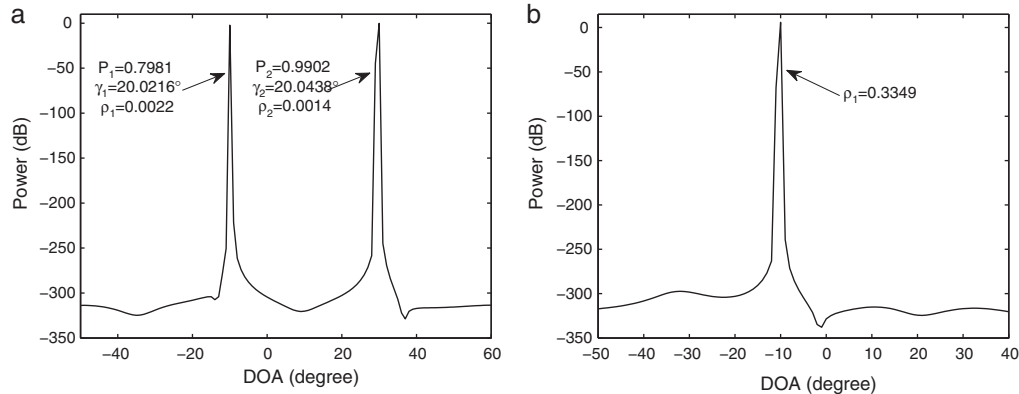 a
0
−50
−100
−150
−200
−250
−300
−350
Power (dB)
P1=0.7981
γ1=20.0216°
ρ1=0.0022
P2=0.9902
γ2=20.0438°
ρ2=0.0014
−40 −20 0 20 40 60
DOA (degree)
b
0
−50
−100
−150
−200
−250
−300
−350
Power (dB)
ρ1=0.3349
−50 −40 −30 −20 −10 0 10 20 30 40
DOA (degree)